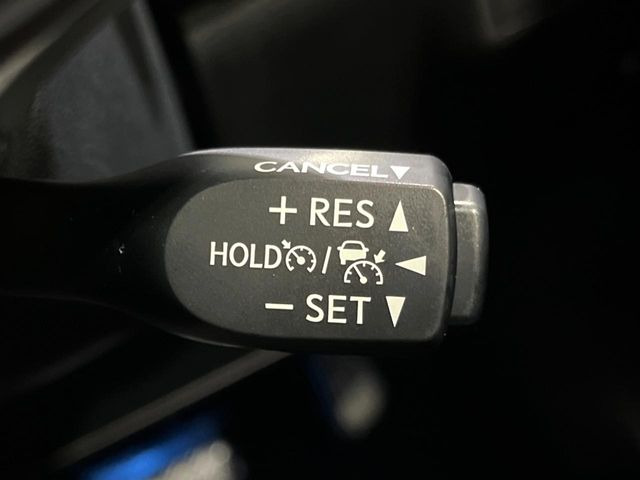 CANCEL▼
+ RES ▲
HOLD / ◀
− SET ▼